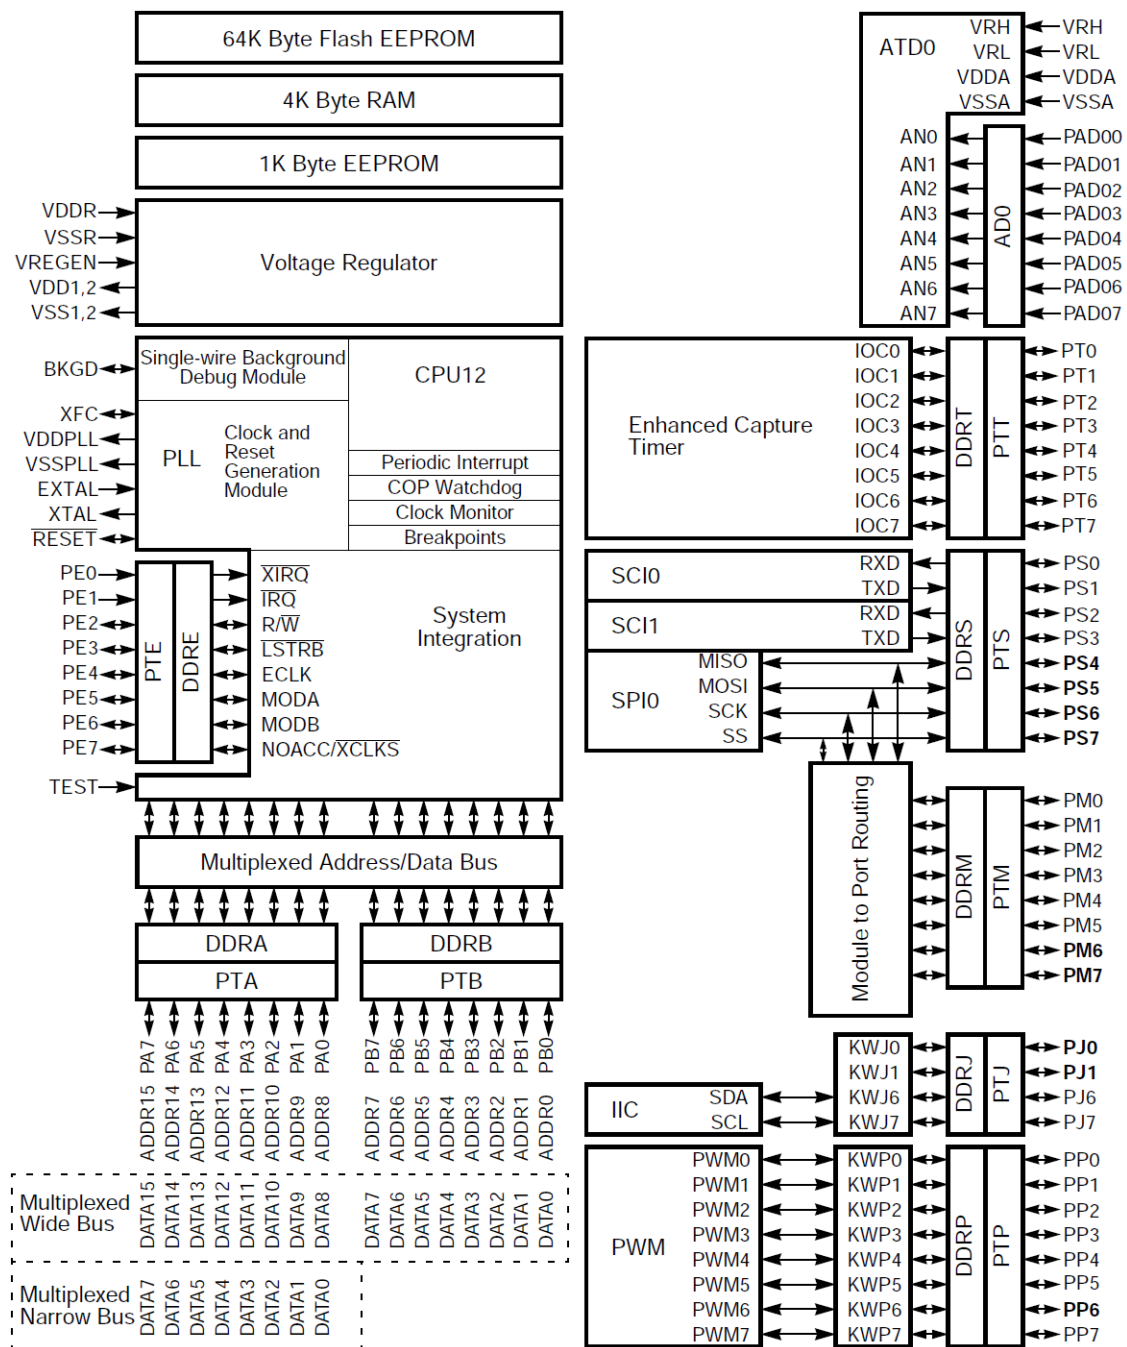 64K Byte Flash EEPROM
4K Byte RAM
1K Byte EEPROM
VDDR
VSSR
VREGEN
VDD1,2
VSS1,2
Voltage Regulator
BKGD
XFC
VDDPLL
VSSPLL
EXTAL
XTAL
RESET
Single-wire Background
Debug Module
CPU12
PLL
Clock and
Reset
Generation
Module
Periodic Interrupt
COP Watchdog
Clock Monitor
Breakpoints
PE0
PE1
PE2
PE3
PE4
PE5
PE6
PE7
TEST
PTE
DDRE
XIRQ
IRQ
R/W
LSTRB
ECLK
MODA
MODB
NOACC/XCLKS
System
Integration
Multiplexed Address/Data Bus
DDRA
DDRB
PTA
PTB
PA7
PA6
PA5
PA4
PA3
PA2
PA1
PA0
PB7
PB6
PB5
PB4
PB3
PB2
PB1
PB0
ADDR15
ADDR14
ADDR13
ADDR12
ADDR11
ADDR10
ADDR9
ADDR8
ADDR7
ADDR6
ADDR5
ADDR4
ADDR3
ADDR2
ADDR1
ADDR0
Multiplexed
Wide Bus
DATA15
DATA14
DATA13
DATA12
DATA11
DATA10
DATA9
DATA8
DATA7
DATA6
DATA5
DATA4
DATA3
DATA2
DATA1
DATA0
Multiplexed
Narrow Bus
DATA7
DATA6
DATA5
DATA4
DATA3
DATA2
DATA1
DATA0
ATD0
VRH
VRL
VDDA
VSSA
VRH
VRL
VDDA
VSSA
AN0
AN1
AN2
AN3
AN4
AN5
AN6
AN7
AD0
PAD00
PAD01
PAD02
PAD03
PAD04
PAD05
PAD06
PAD07
Enhanced Capture
Timer
IOC0
IOC1
IOC2
IOC3
IOC4
IOC5
IOC6
IOC7
DDRT
PTT
PT0
PT1
PT2
PT3
PT4
PT5
PT6
PT7
SCI0
RXD
TXD
SCI1
RXD
TXD
SPI0
MISO
MOSI
SCK
SS
DDRS
PTS
PS0
PS1
PS2
PS3
PS4
PS5
PS6
PS7
Module to Port Routing
DDRM
PTM
PM0
PM1
PM2
PM3
PM4
PM5
PM6
PM7
IIC
SDA
SCL
KWJ0
KWJ1
KWJ6
KWJ7
DDRJ
PTJ
PJ0
PJ1
PJ6
PJ7
PWM
PWM0
PWM1
PWM2
PWM3
PWM4
PWM5
PWM6
PWM7
KWP0
KWP1
KWP2
KWP3
KWP4
KWP5
KWP6
KWP7
DDRP
PTP
PP0
PP1
PP2
PP3
PP4
PP5
PP6
PP7